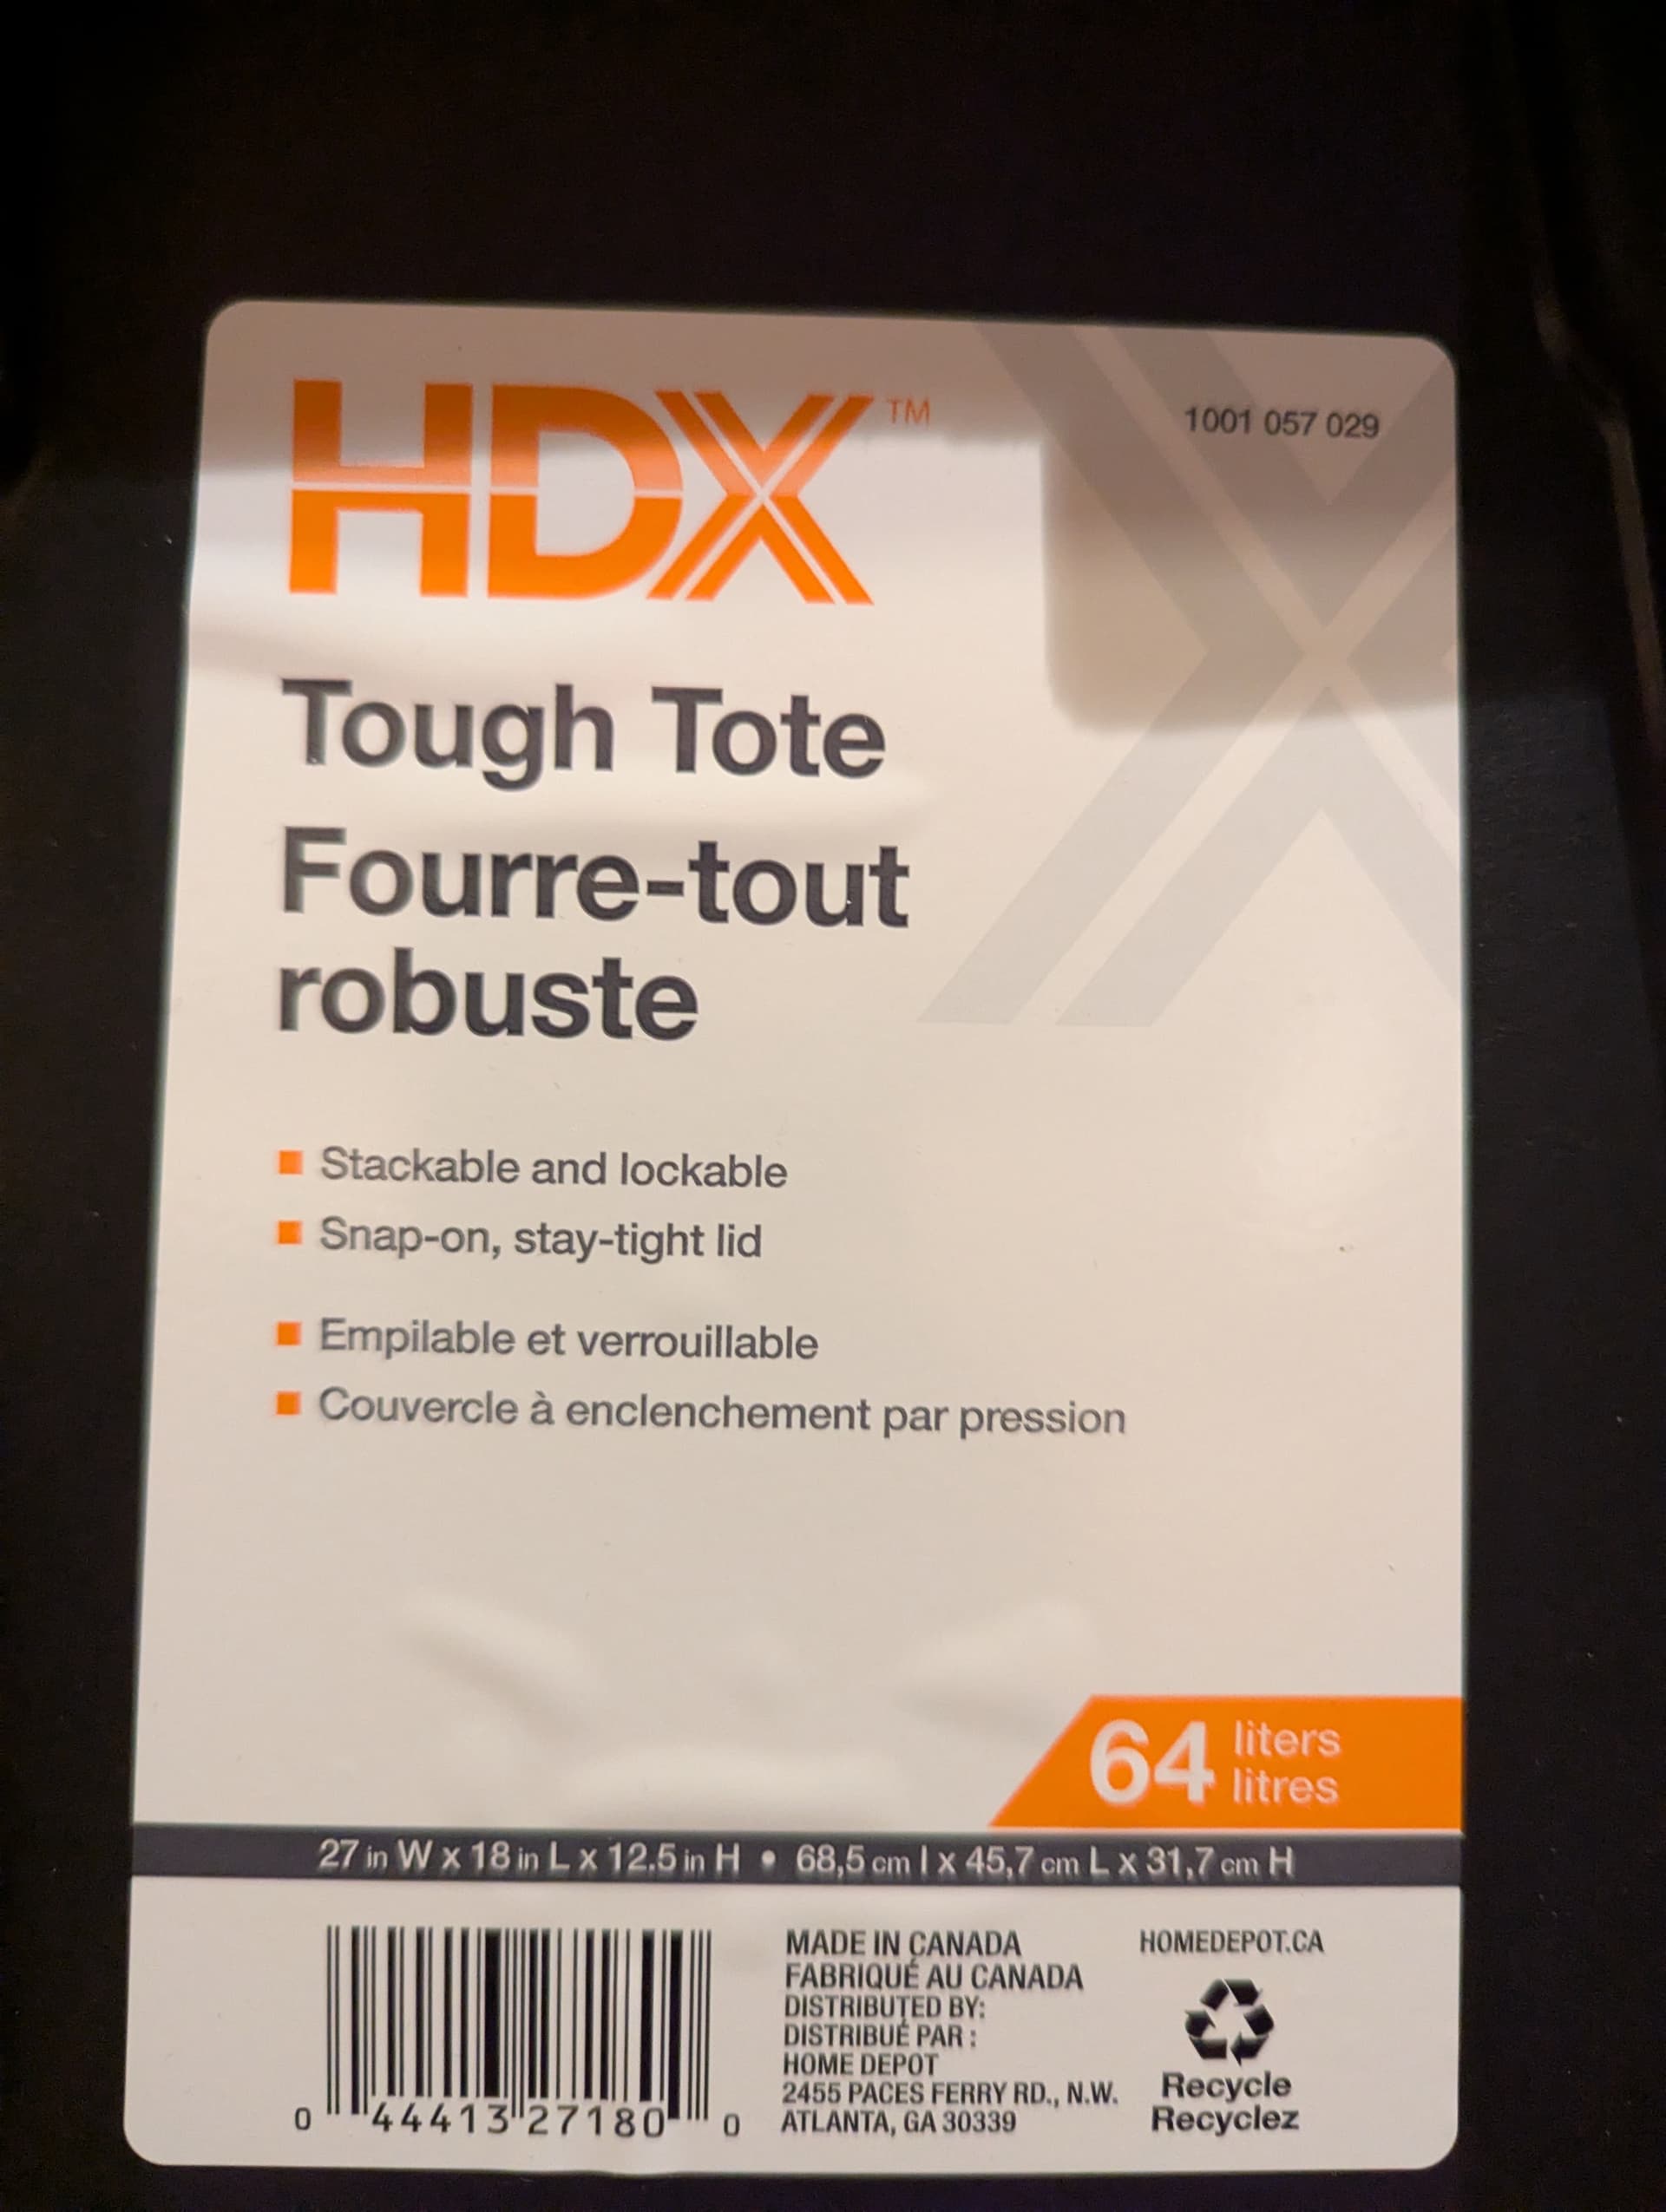 HDX™
1001 057 029
Tough Tote
Fourre-tout
robuste
Stackable and lockable
Snap-on, stay-tight lid
Empilable et verrouillable
Couvercle à enclenchement par pression
64 liters
litres
27 in W x 18 in L x 12.5 in H • 68,5 cm l x 45,7 cm L x 31,7 cm H
0 44413 27180 0
MADE IN CANADA
FABRIQUÉ AU CANADA
DISTRIBUTED BY:
DISTRIBUÉ PAR :
HOME DEPOT
2455 PACES FERRY RD., N.W.
ATLANTA, GA 30339
HOMEDEPOT.CA
Recycle
Recyclez